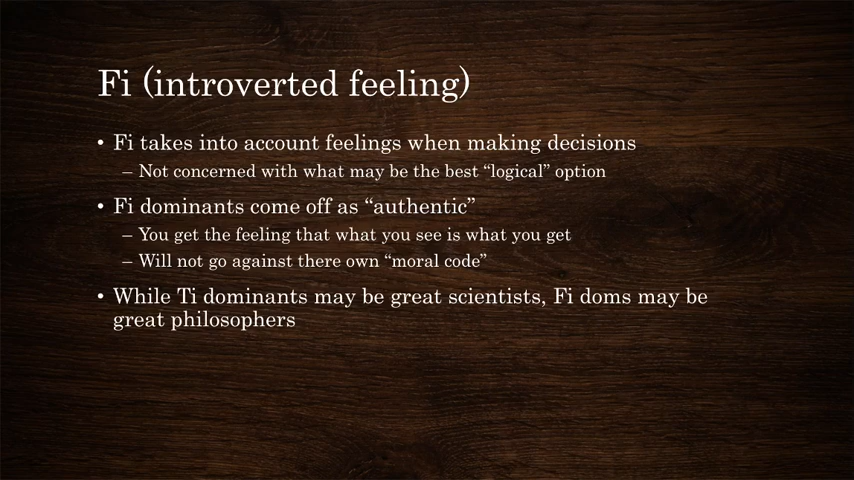 Fi (introverted feeling)
• Fi takes into account feelings when making decisions
– Not concerned with what may be the best “logical” option
• Fi dominants come off as “authentic”
– You get the feeling that what you see is what you get
– Will not go against there own “moral code”
• While Ti dominants may be great scientists, Fi doms may be
great philosophers